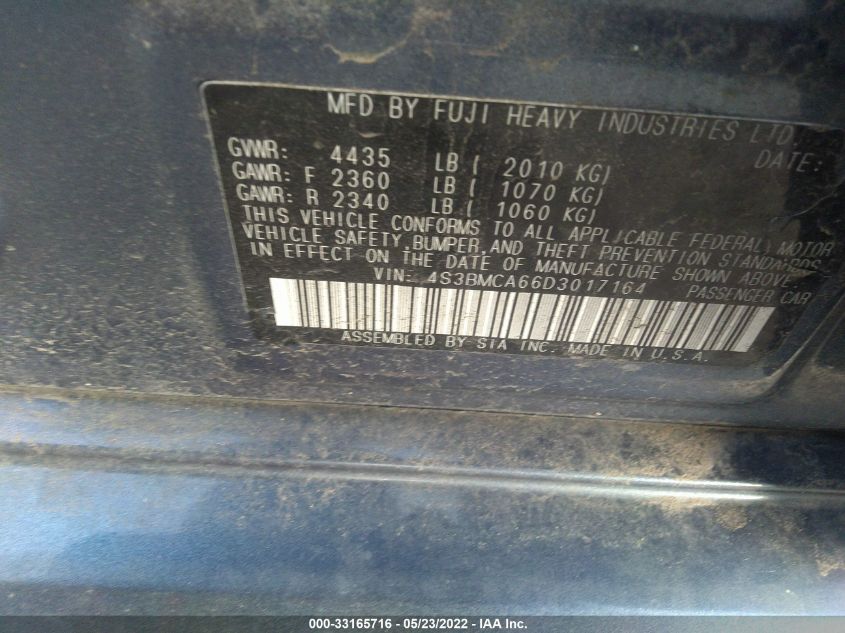 MFD BY FUJI HEAVY INDUSTRIES LTD.
GVWR: 4435 LB ( 2010 KG) DATE:
GAWR: F 2360 LB ( 1070 KG)
GAWR: R 2340 LB ( 1060 KG)
THIS VEHICLE CONFORMS TO ALL APPLICABLE FEDERAL MOTOR
VEHICLE SAFETY, BUMPER, AND THEFT PREVENTION STANDARDS
IN EFFECT ON THE DATE OF MANUFACTURE SHOWN ABOVE.
VIN: 4S3BMCA66D3017164 PASSENGER CAR
ASSEMBLED BY SIA INC. MADE IN U.S.A.
000-33165716 - 05/23/2022 - IAA Inc.